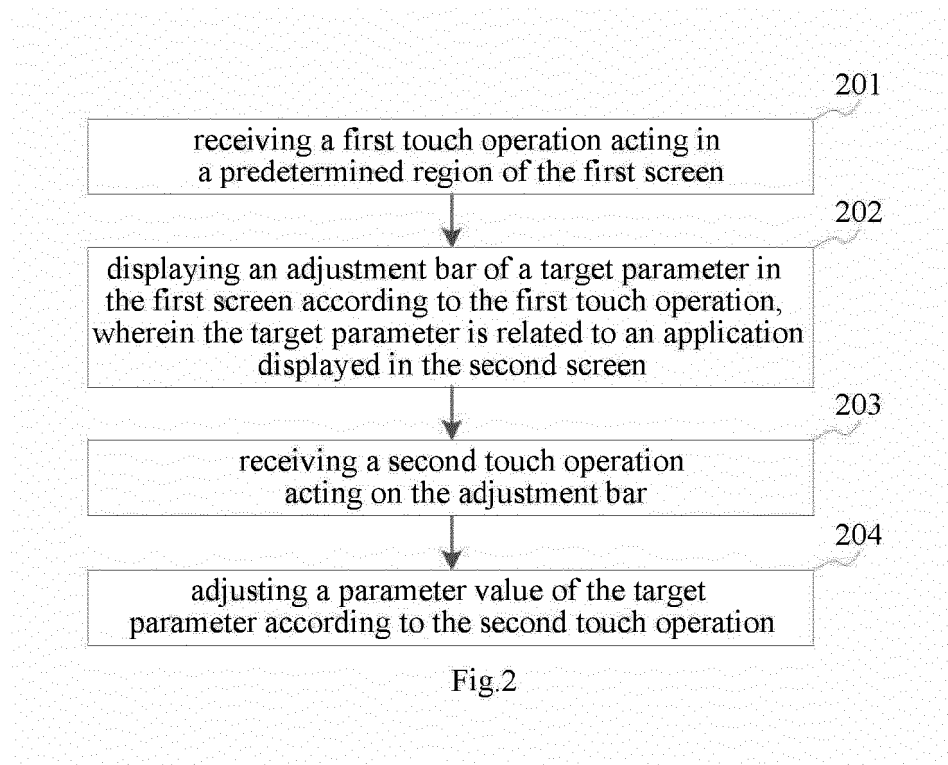 201
receiving a first touch operation acting in
a predetermined region of the first screen
202
displaying an adjustment bar of a target parameter in
the first screen according to the first touch operation,
wherein the target parameter is related to an application
displayed in the second screen
203
receiving a second touch operation
acting on the adjustment bar
204
adjusting a parameter value of the target
parameter according to the second touch operation
Fig.2